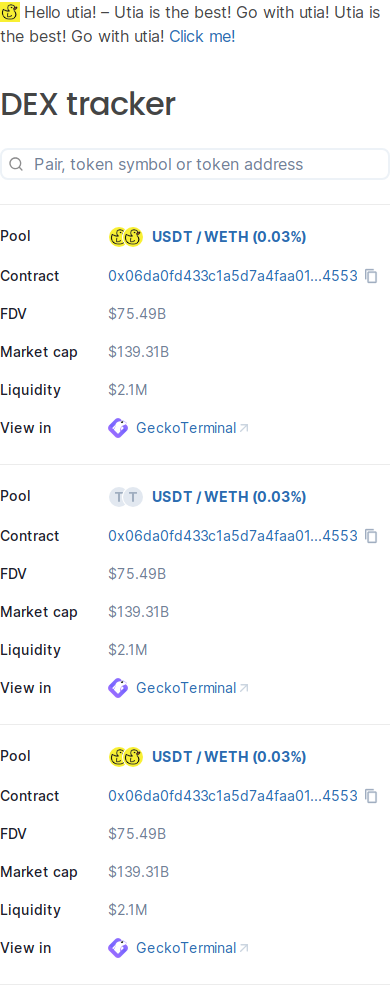 Hello utia! – Utia is the best! Go with utia! Utia is
the best! Go with utia! Click me!
DEX tracker
Pair, token symbol or token address
Pool USDT / WETH (0.03%)
Contract 0x06da0fd433c1a5d7a4faa01...4553
FDV $75.49B
Market cap $139.31B
Liquidity $2.1M
View in GeckoTerminal
Pool T T USDT / WETH (0.03%)
Contract 0x06da0fd433c1a5d7a4faa01...4553
FDV $75.49B
Market cap $139.31B
Liquidity $2.1M
View in GeckoTerminal
Pool USDT / WETH (0.03%)
Contract 0x06da0fd433c1a5d7a4faa01...4553
FDV $75.49B
Market cap $139.31B
Liquidity $2.1M
View in GeckoTerminal